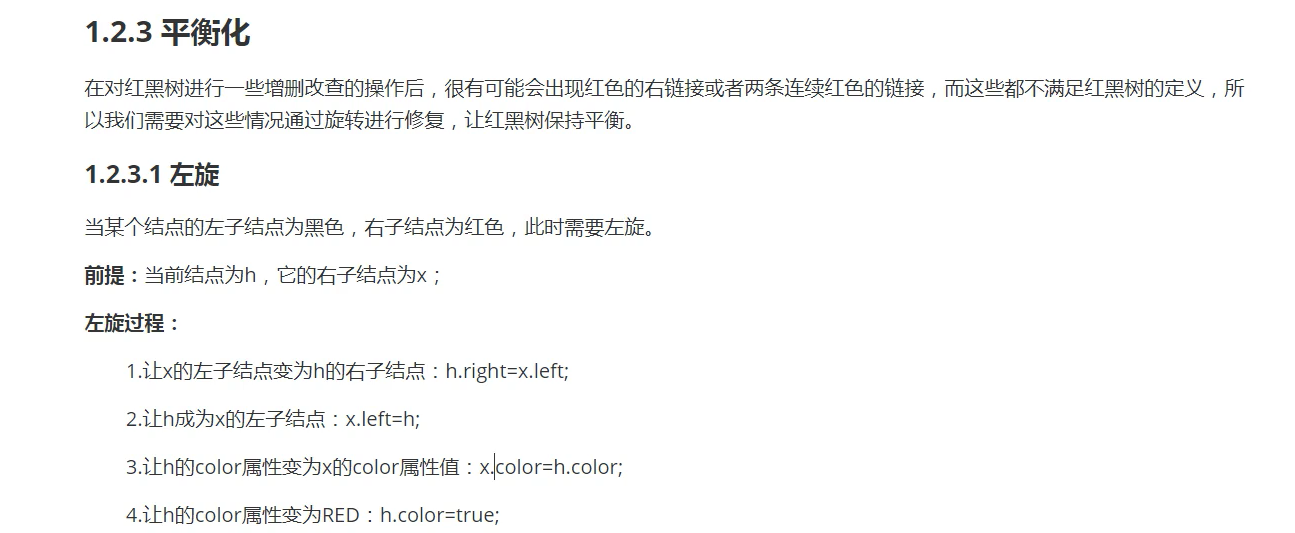 1.2.3 平衡化
在对红黑树进行一些增删改查的操作后，很有可能会出现红色的右链接或者两条连续红色的链接，而这些都不满足红黑树的定义，所
以我们需要对这些情况通过旋转进行修复，让红黑树保持平衡。
1.2.3.1 左旋
当某个结点的左子结点为黑色，右子结点为红色，此时需要左旋。
前提：当前结点为h，它的右子结点为x；
左旋过程：
1.让x的左子结点变为h的右子结点：h.right=x.left;
2.让h成为x的左子结点：x.left=h;
3.让h的color属性变为x的color属性值：x.color=h.color;
4.让h的color属性变为RED：h.color=true;